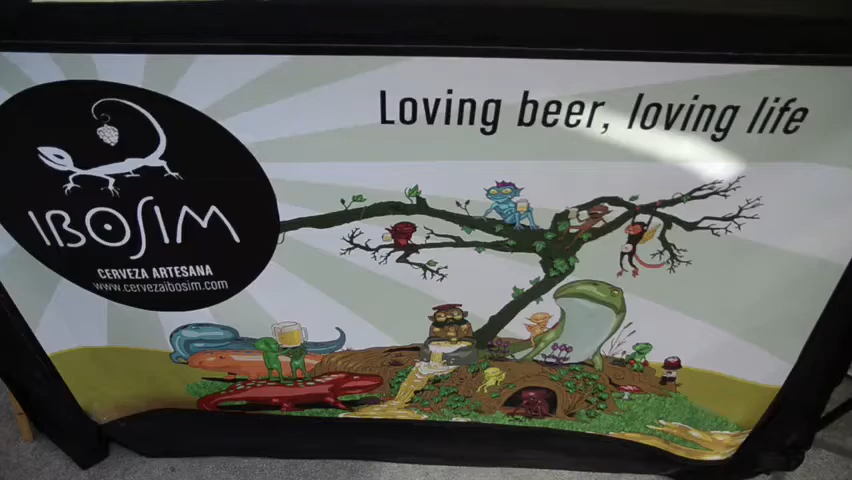 Loving beer, loving life
IBOSIM
CERVEZA ARTESANA
www.cervezaibosim.com